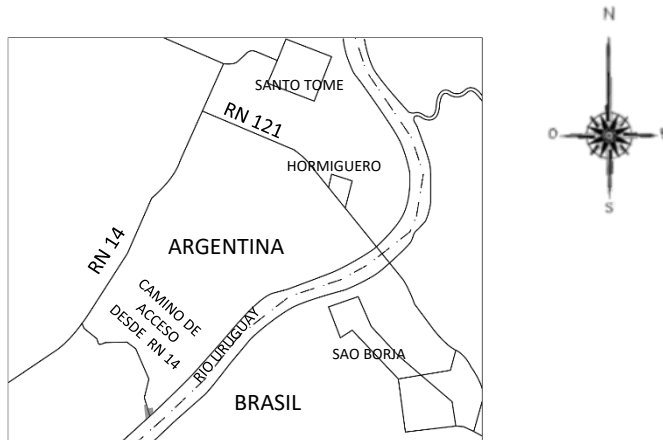 N
SANTO TOME
RN 121
O
HORMIGUERO
S
RN 14
ARGENTINA
CAMINO DE
ACCESO
DESDE RN 14
RIO URUGUAY
SAO BORJA
BRASIL